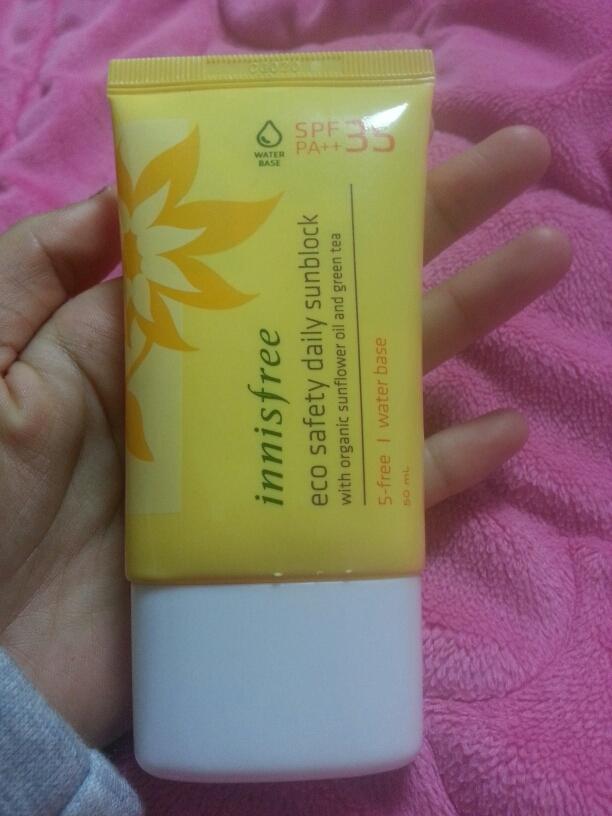 WATER
BASE
SPF 35
PA++
innisfree
eco safety daily sunblock
with organic sunflower oil and green tea
5-free | water base
50 mL